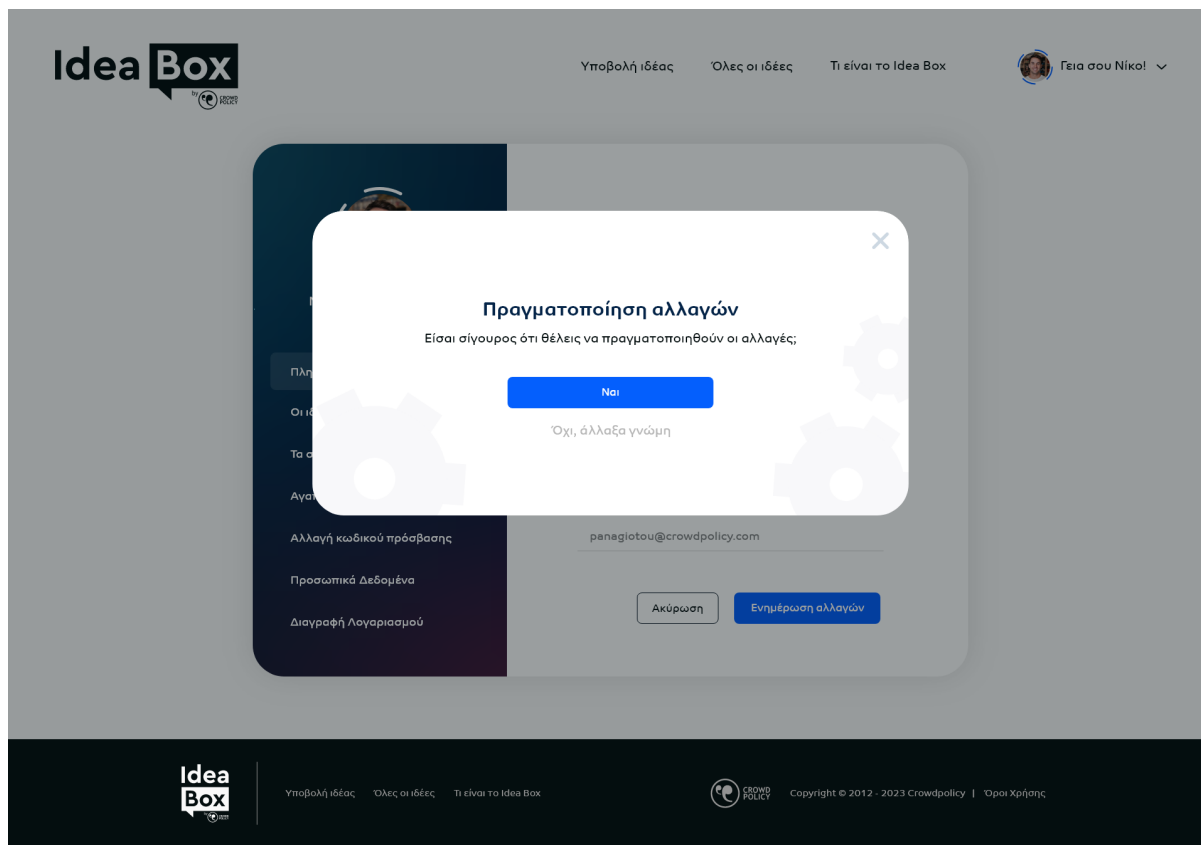 Idea Box
by CROWD POLICY
Υποβολή ιδέας Όλες οι ιδέες Τι είναι το Idea Box Γεια σου Νίκο!
Πραγματοποίηση αλλαγών
Είσαι σίγουρος ότι θέλεις να πραγματοποιηθούν οι αλλαγές;
Ναι
Όχι, άλλαξα γνώμη
Αλλαγή κωδικού πρόσβασης
Προσωπικά Δεδομένα
Διαγραφή Λογαριασμού
panagiotou@crowdpolicy.com
Ακύρωση Ενημέρωση αλλαγών
Idea
Box
Υποβολή ιδέας Όλες οι ιδέες Τι είναι το Idea Box
CROWD
POLICY
Copyright © 2012 - 2023 Crowdpolicy | Όροι Χρήσης